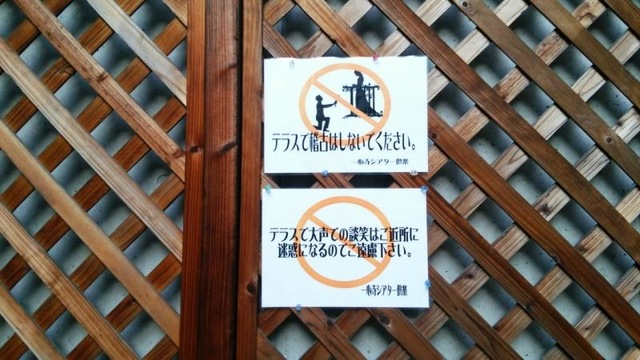 テラスで稽古はしないでください。
一心寺シアター倶楽
テラスで大声での談笑はご近所に
迷惑になるのでご遠慮下さい。
一心寺シアター倶楽